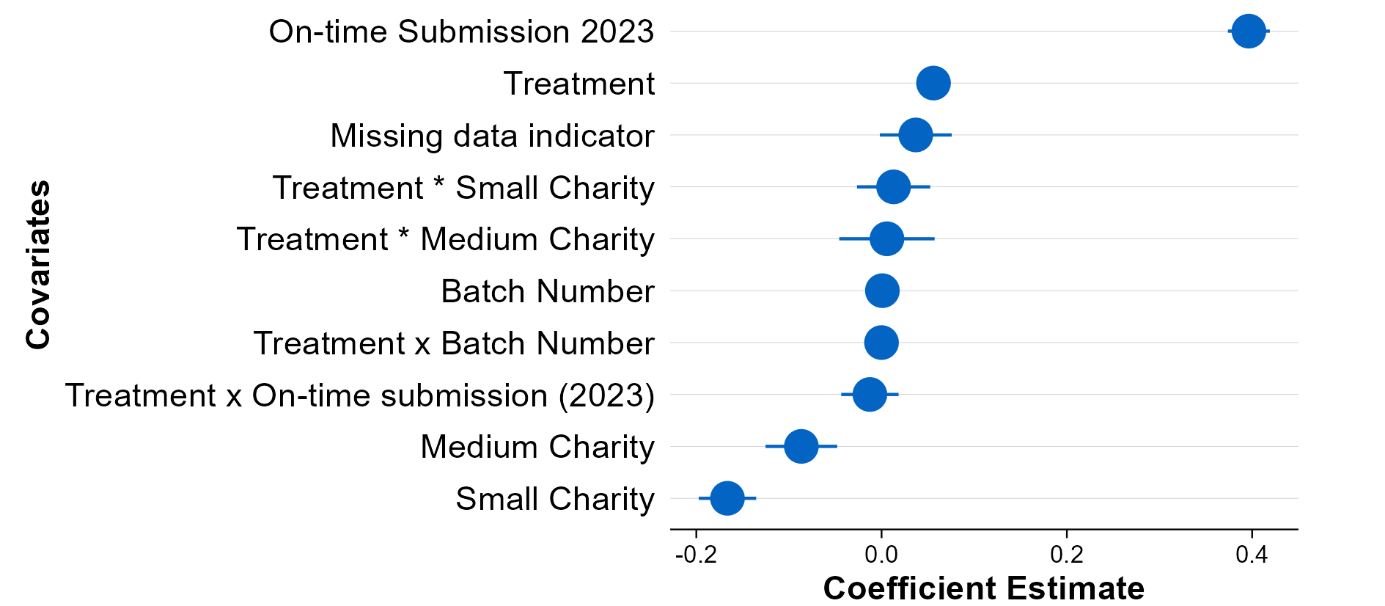 On-time Submission 2023
Treatment
Missing data indicator
Treatment * Small Charity
Treatment * Medium Charity
Batch Number
Treatment x Batch Number
Treatment x On-time submission (2023)
Medium Charity
Small Charity
Covariates
-0.2 0.0 0.2 0.4
Coefficient Estimate